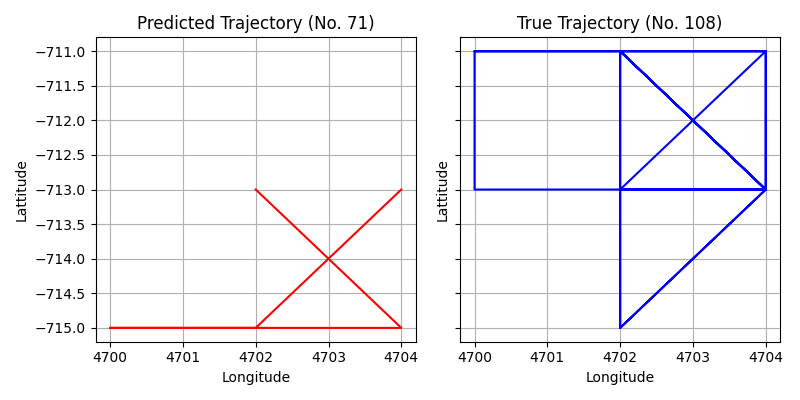 Predicted Trajectory (No. 71)
True Trajectory (No. 108)
−711.0
−711.5
−712.0
−712.5
−713.0
−713.5
−714.0
−714.5
−715.0
Lattitude
Lattitude
4700 4701 4702 4703 4704
4700 4701 4702 4703 4704
Longitude
Longitude